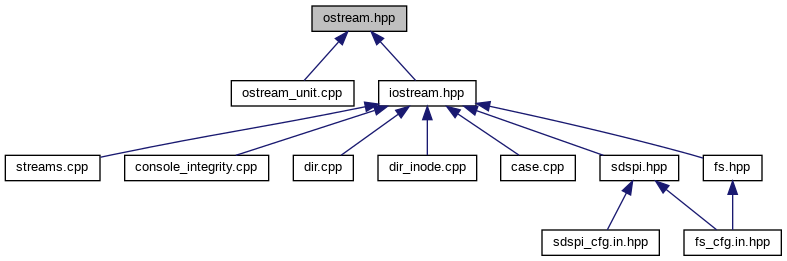 ostream.hpp
ostream_unit.cpp
iostream.hpp
streams.cpp
console_integrity.cpp
dir.cpp
dir_inode.cpp
case.cpp
sdspi.hpp
fs.hpp
sdspi_cfg.in.hpp
fs_cfg.in.hpp